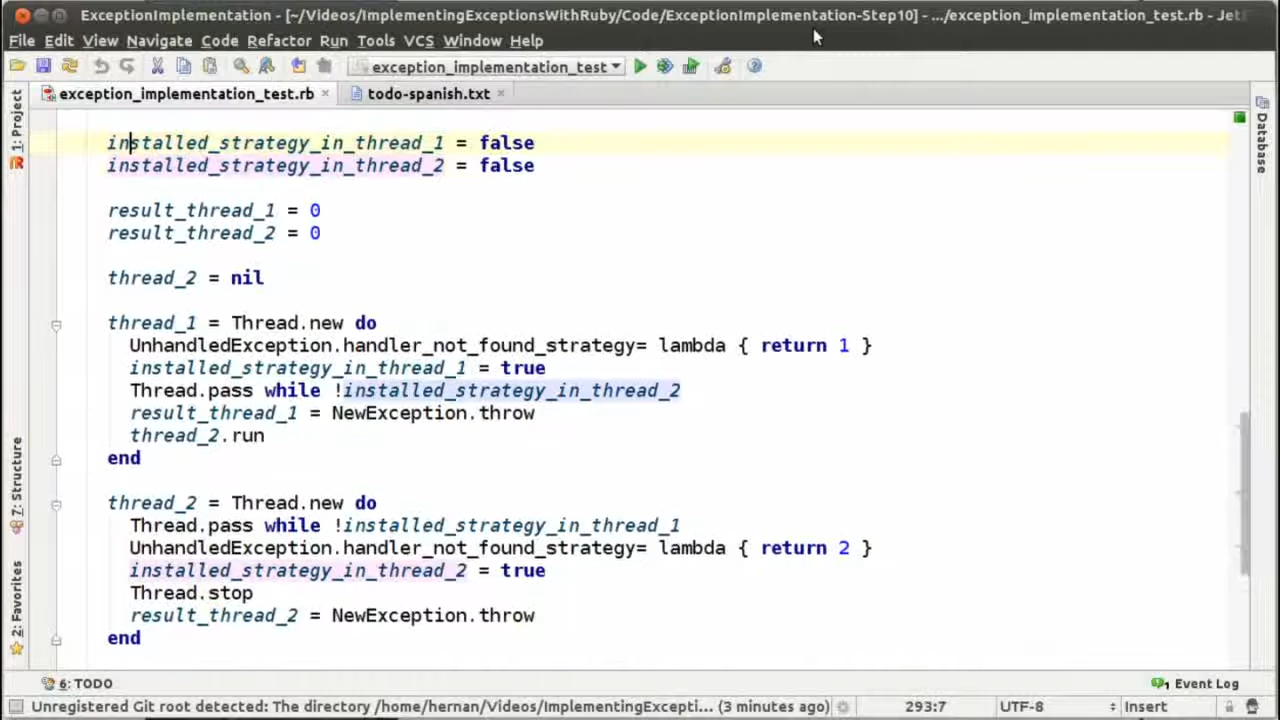 ExceptionImplementation - [~/Videos/ImplementingExceptionsWithRuby/Code/ExceptionImplementation-Step10] - .../exception_implementation_test.rb - Jet
File Edit View Navigate Code Refactor Run Tools VCS Window Help
exception_implementation_test
exception_implementation_test.rb todo-spanish.txt
1: Project
installed_strategy_in_thread_1 = false
installed_strategy_in_thread_2 = false
result_thread_1 = 0
result_thread_2 = 0
thread_2 = nil
thread_1 = Thread.new do
UnhandledException.handler_not_found_strategy= lambda { return 1 }
installed_strategy_in_thread_1 = true
Thread.pass while !installed_strategy_in_thread_2
result_thread_1 = NewException.throw
thread_2.run
end
thread_2 = Thread.new do
Thread.pass while !installed_strategy_in_thread_1
UnhandledException.handler_not_found_strategy= lambda { return 2 }
installed_strategy_in_thread_2 = true
Thread.stop
result_thread_2 = NewException.throw
end
7: Structure
2: Favorites
Database
6: TODO
1 Event Log
Unregistered Git root detected: The directory /home/hernan/Videos/ImplementingExcepti... (3 minutes ago)
293:7
UTF-8
Insert